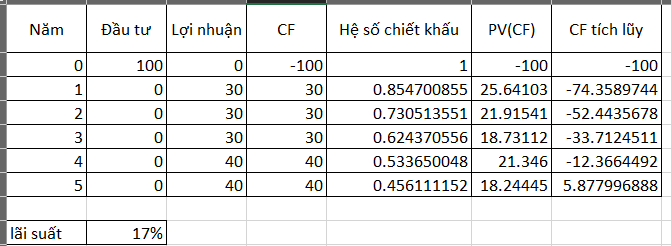 Năm Đầu tư Lợi nhuận CF Hệ số chiết khấu PV(CF) CF tích lũy
0 100 0 -100 1 -100 -100
1 0 30 30 0.854700855 25.64103 -74.3589744
2 0 30 30 0.730513551 21.91541 -52.4435678
3 0 30 30 0.624370556 18.73112 -33.7124511
4 0 40 40 0.533650048 21.346 -12.3664492
5 0 40 40 0.456111152 18.24445 5.877996888
lãi suất 17%